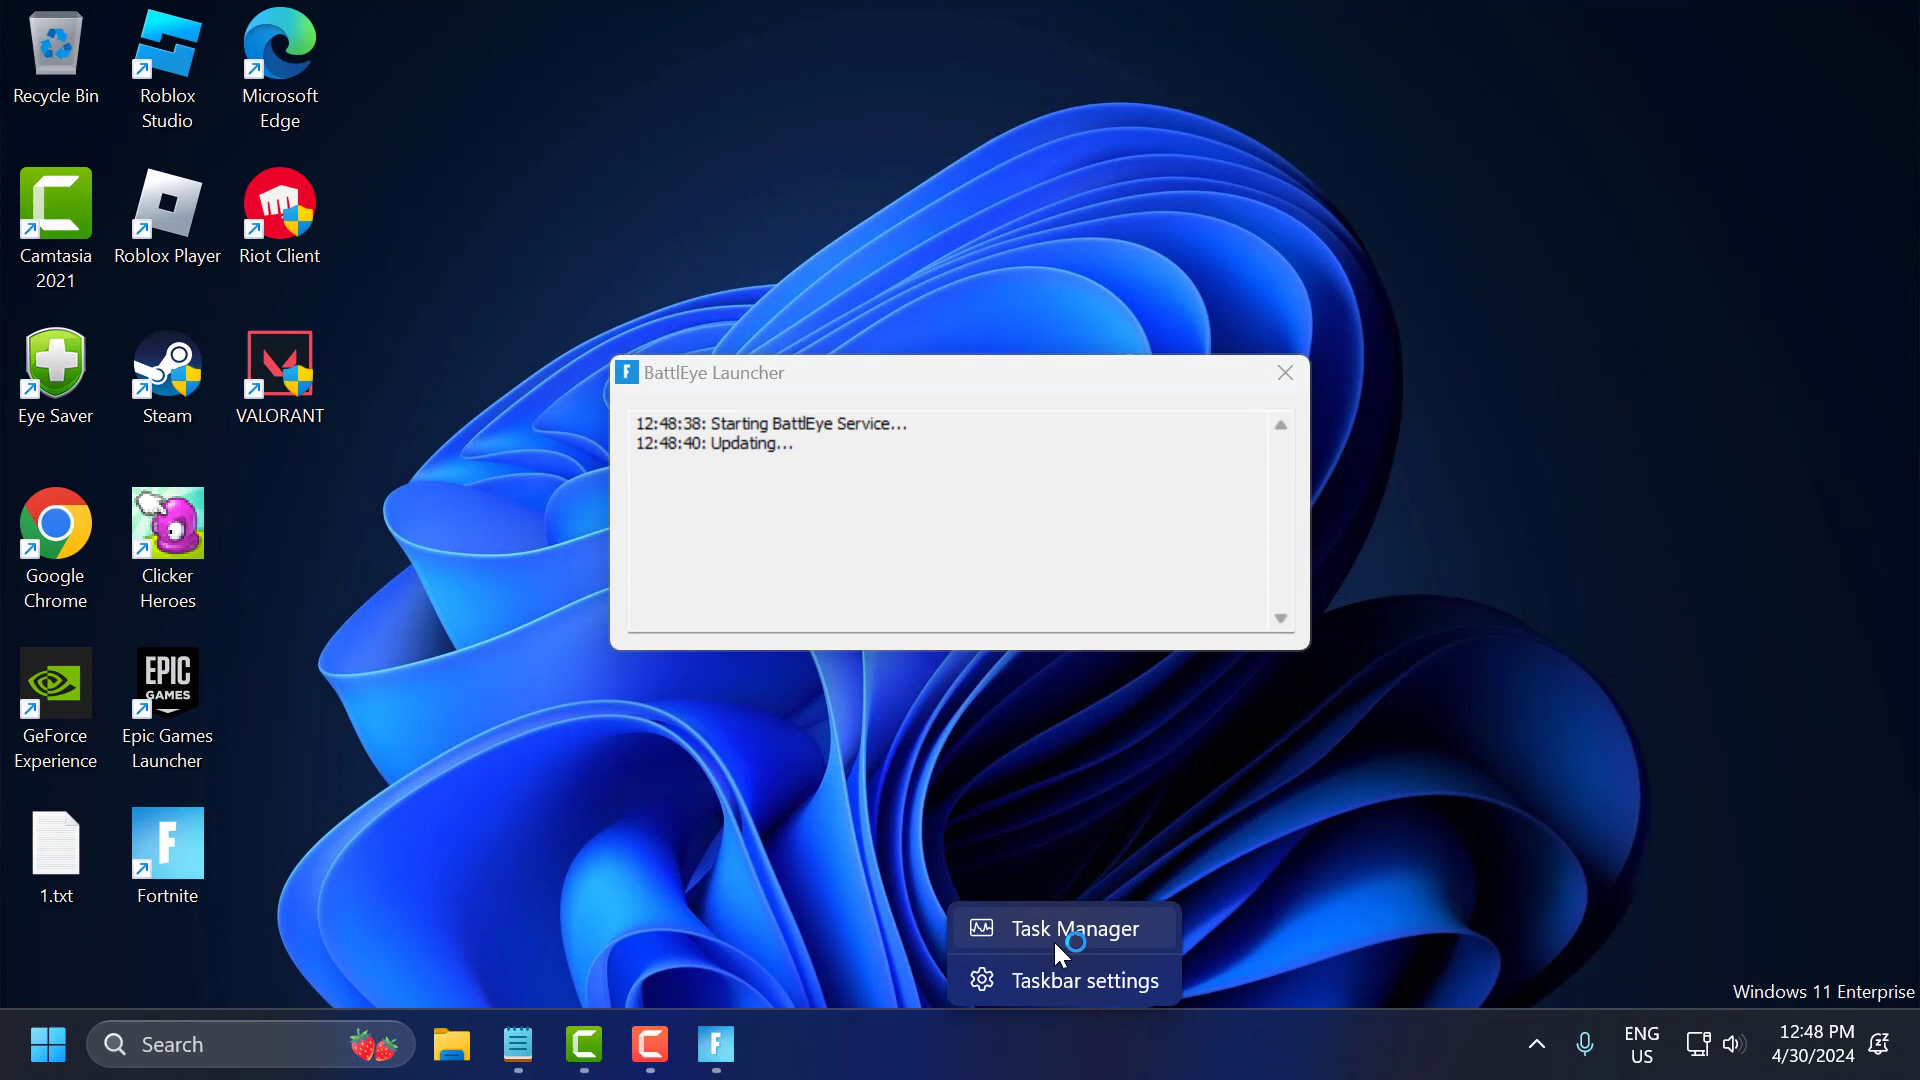 Recycle Bin
Roblox
Studio
Microsoft
Edge
Camtasia
2021
Roblox Player
Riot Client
Eye Saver
Steam
VALORANT
Google
Chrome
Clicker
Heroes
GeForce
Experience
EPIC
GAMES
Epic Games
Launcher
1.txt
F
Fortnite
F BattlEye Launcher
12:48:38: Starting BattlEye Service...
12:48:40: Updating...
Task Manager
Taskbar settings
Windows 11 Enterprise
Search
F
ENG
US
12:48 PM
4/30/2024